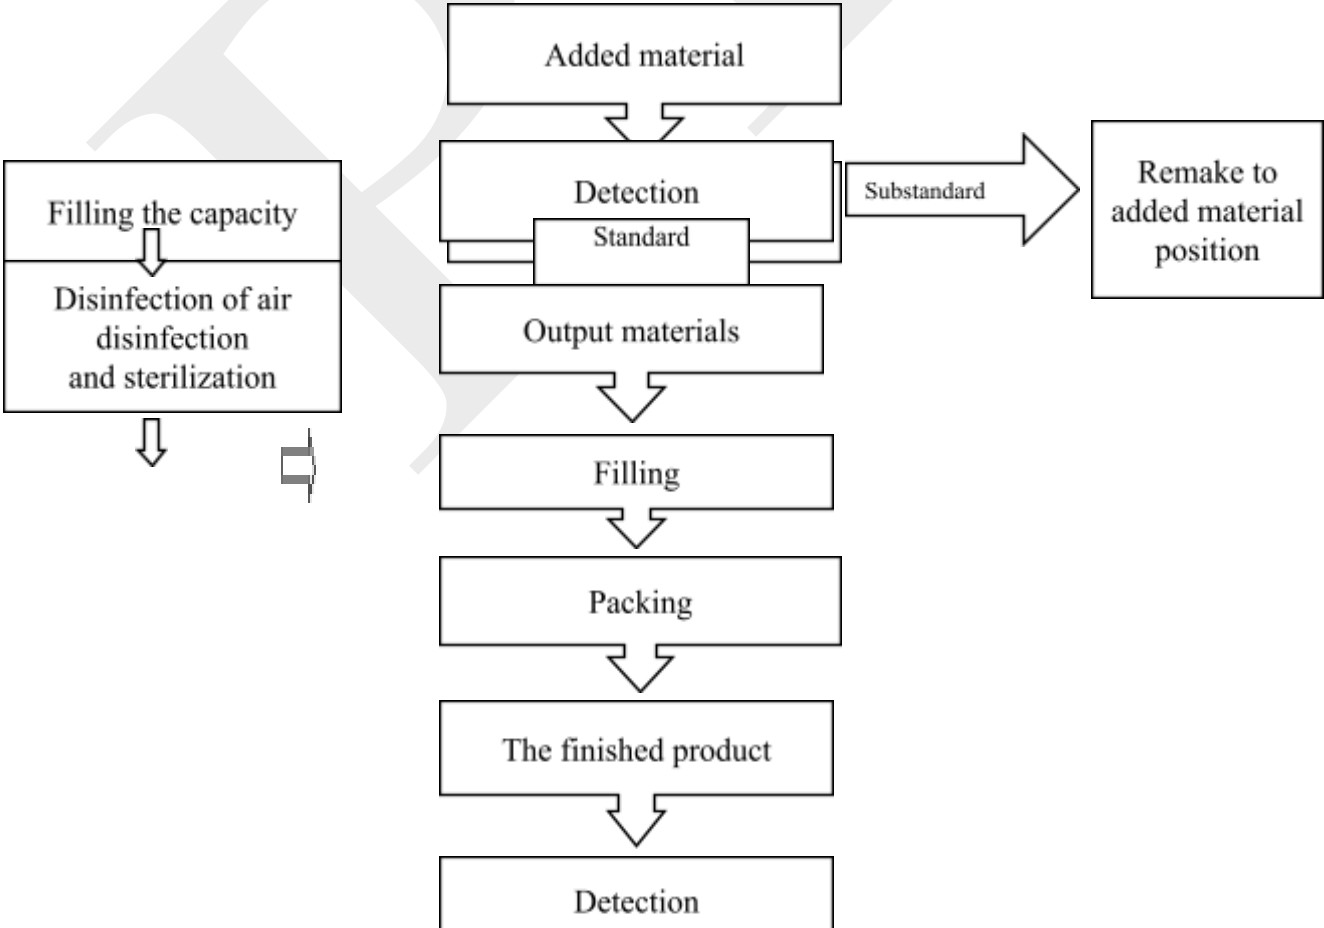 Added material
Detection
Substandard
Remake to
added material
position
Standard
Filling the capacity
Disinfection of air
disinfection
and sterilization
Output materials
Filling
Packing
The finished product
Detection